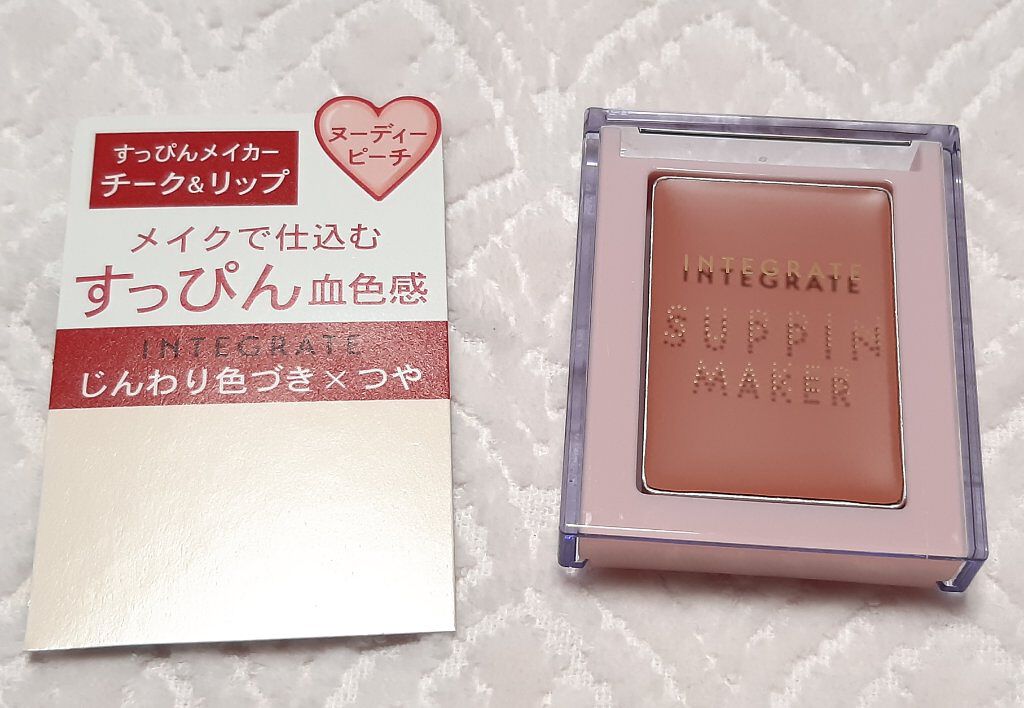 すっぴんメイカー
チーク&リップ
ヌーディー
ピーチ
メイクで仕込む
すっぴん血色感
INTEGRATE
じんわり色づき×つや
INTEGRATE
SUPPIN
MAKER